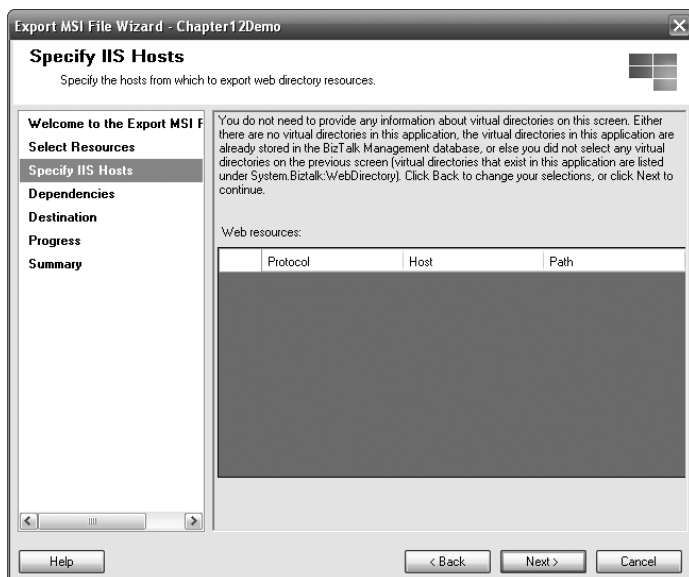 Export MSI File Wizard - Chapter12Demo
Specify IIS Hosts
Specify the hosts from which to export web directory resources.
Welcome to the Export MSI F
Select Resources
Specify IIS Hosts
Dependencies
Destination
Progress
Summary
You do not need to provide any information about virtual directories on this screen. Either
there are no virtual directories in this application, the virtual directories in this application are
already stored in the BizTalk Management database, or else you did not select any virtual
directories on the previous screen (virtual directories that exist in this application are listed
under System.Biztalk:WebDirectory). Click Back to change your selections, or click Next to
continue.
Web resources:
Protocol Host Path
Help < Back Next > Cancel